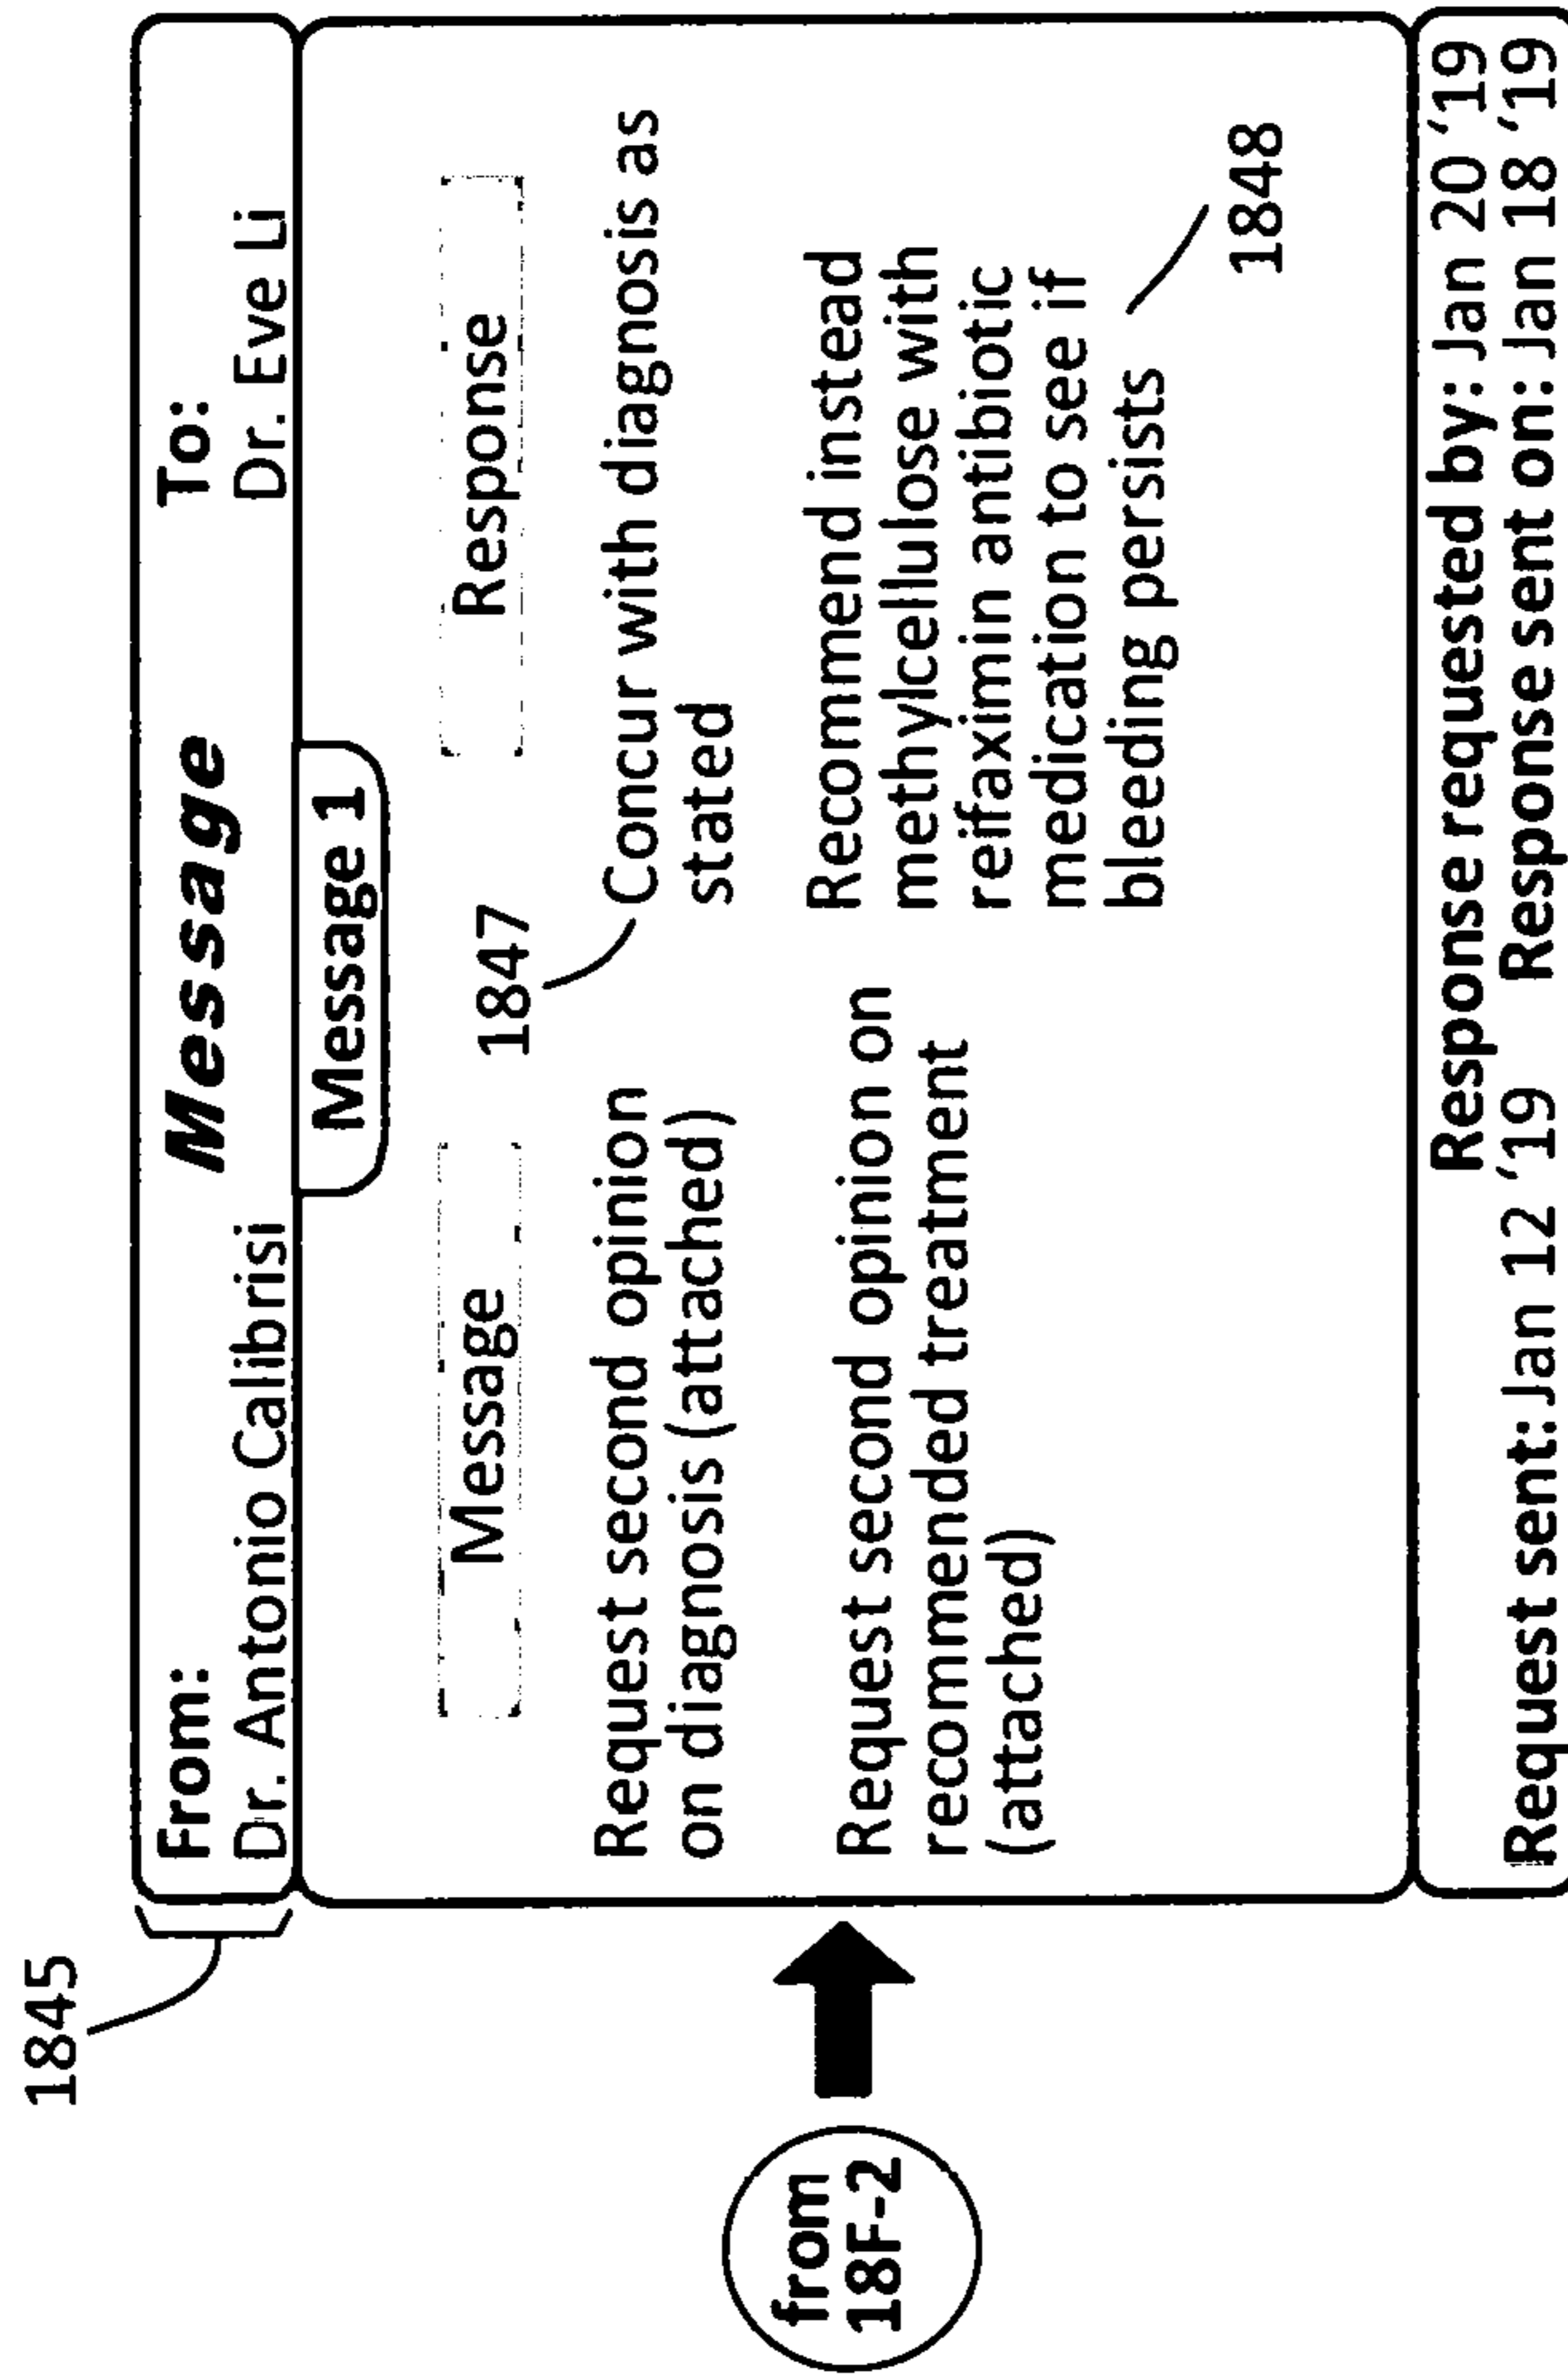 1845
From:
Message
To:
Dr. Antonio Calibrisi
Dr. Eve Li
Message 1
Message
1847
Response
Request second opinion
on diagnosis (attached)
Concur with diagnosis as
stated
Request second opinion on
recommended treatment
(attached)
Recommend instead
methylcellulose with
reifaximin antibiotic
medication to see if
bleeding persists
1848
from
18F-2
Response requested by: Jan 20 ‘19
Request sent: Jan 12 ‘19 Response sent on: Jan 18 ‘19